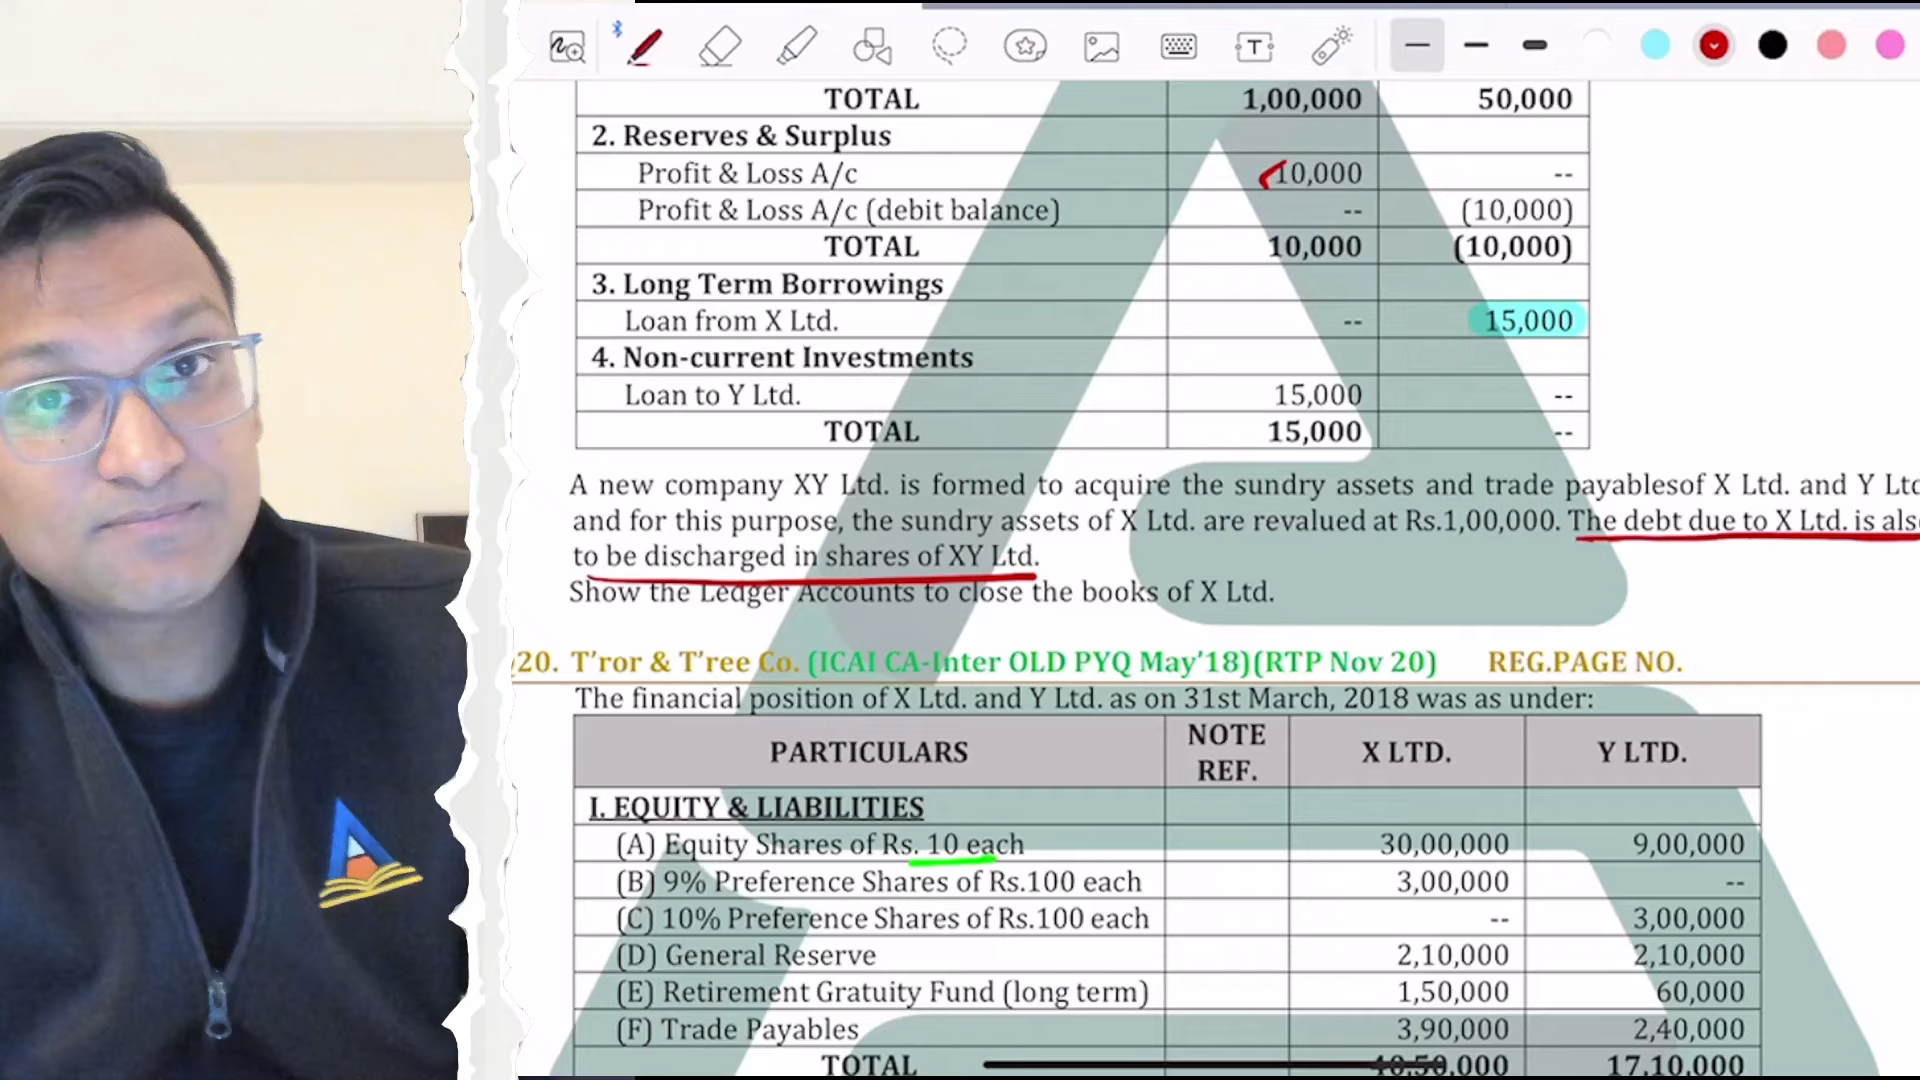 TOTAL 1,00,000 50,000
2. Reserves & Surplus
Profit & Loss A/c 10,000 --
Profit & Loss A/c (debit balance) -- (10,000)
TOTAL 10,000 (10,000)
3. Long Term Borrowings
Loan from X Ltd. -- 15,000
4. Non-current Investments
Loan to Y Ltd. 15,000 --
TOTAL 15,000 --
A new company XY Ltd. is formed to acquire the sundry assets and trade payablesof X Ltd. and Y Ltd
and for this purpose, the sundry assets of X Ltd. are revalued at Rs.1,00,000. The debt due to X Ltd. is als
to be discharged in shares of XY Ltd.
Show the Ledger Accounts to close the books of X Ltd.
20. T'ror & T'ree Co. (ICAI CA-Inter OLD PYQ May'18)(RTP Nov 20) REG.PAGE NO.
The financial position of X Ltd. and Y Ltd. as on 31st March, 2018 was as under:
PARTICULARS NOTE REF. X LTD. Y LTD.
I. EQUITY & LIABILITIES
(A) Equity Shares of Rs. 10 each 30,00,000 9,00,000
(B) 9% Preference Shares of Rs.100 each 3,00,000 --
(C) 10% Preference Shares of Rs.100 each -- 3,00,000
(D) General Reserve 2,10,000 2,10,000
(E) Retirement Gratuity Fund (long term) 1,50,000 60,000
(F) Trade Payables 3,90,000 2,40,000
TOTAL 40,50,000 17,10,000